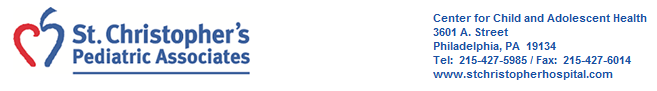 St. Christopher's
Pediatric Associates
Center for Child and Adolescent Health
3601 A. Street
Philadelphia, PA  19134
Tel:  215-427-5985 / Fax:  215-427-6014
www.stchristopherhospital.com